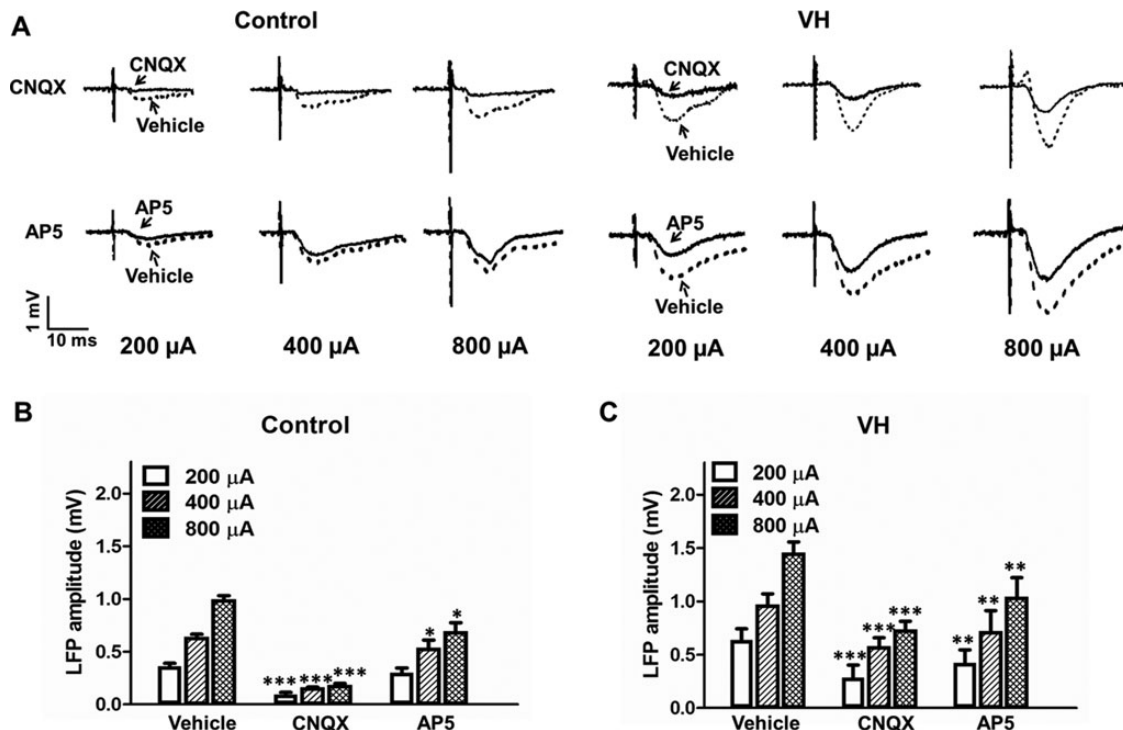 A
Control
VH
CNQX
CNQX
Vehicle
CNQX
Vehicle
AP5
AP5
Vehicle
AP5
Vehicle
1 mV
10 ms
200 µA
400 µA
800 µA
200 µA
400 µA
800 µA
B
Control
LFP amplitude (mV)
2.0
1.5
1.0
0.5
0.0
200 µA
400 µA
800 µA
*** *** ***
* *
Vehicle
CNQX
AP5
C
VH
LFP amplitude (mV)
2.0
1.5
1.0
0.5
0.0
200 µA
400 µA
800 µA
*** *** ***
** ** **
Vehicle
CNQX
AP5